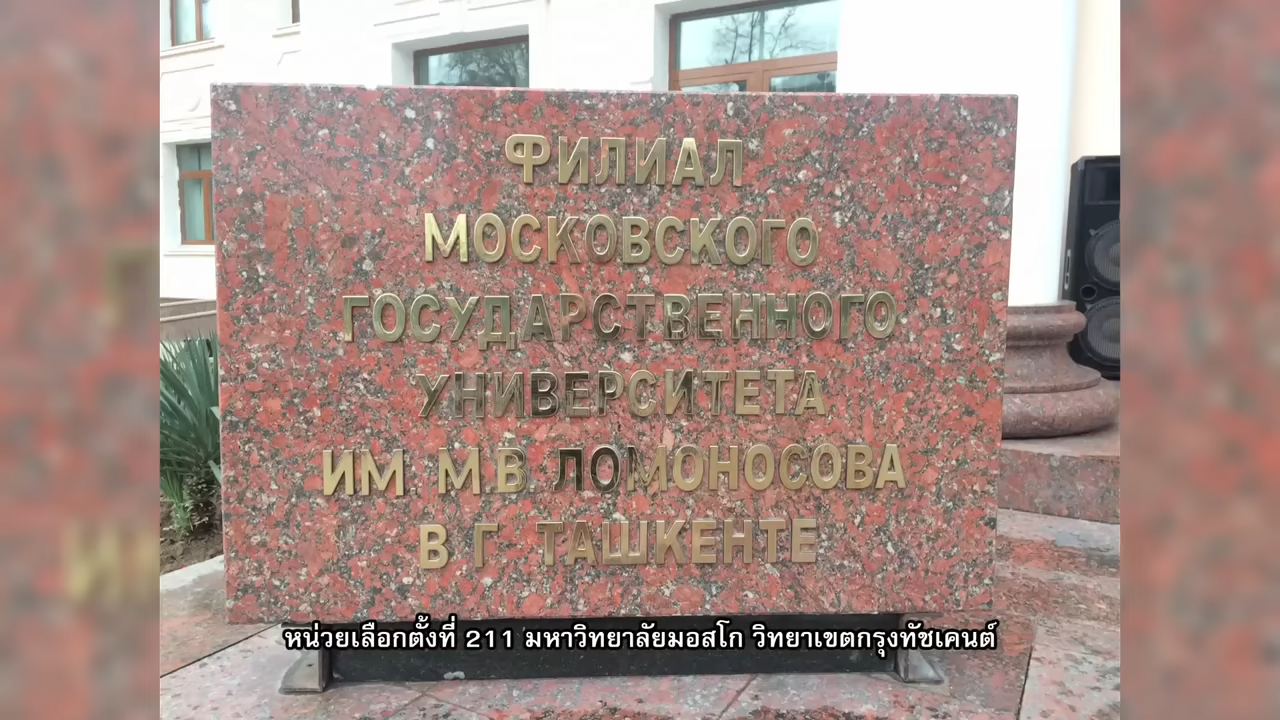 ФИЛИАЛ
МОСКОВСКОГО
ГОСУДАРСТВЕННОГО
УНИВЕРСИТЕТА
ИМ. М.В. ЛОМОНОСОВА
В Г. ТАШКЕНТЕ
หน่วยเลือกตั้งที่ 211 มหาวิทยาลัยมอสโก วิทยาเขตกรุงทัชเคนต์